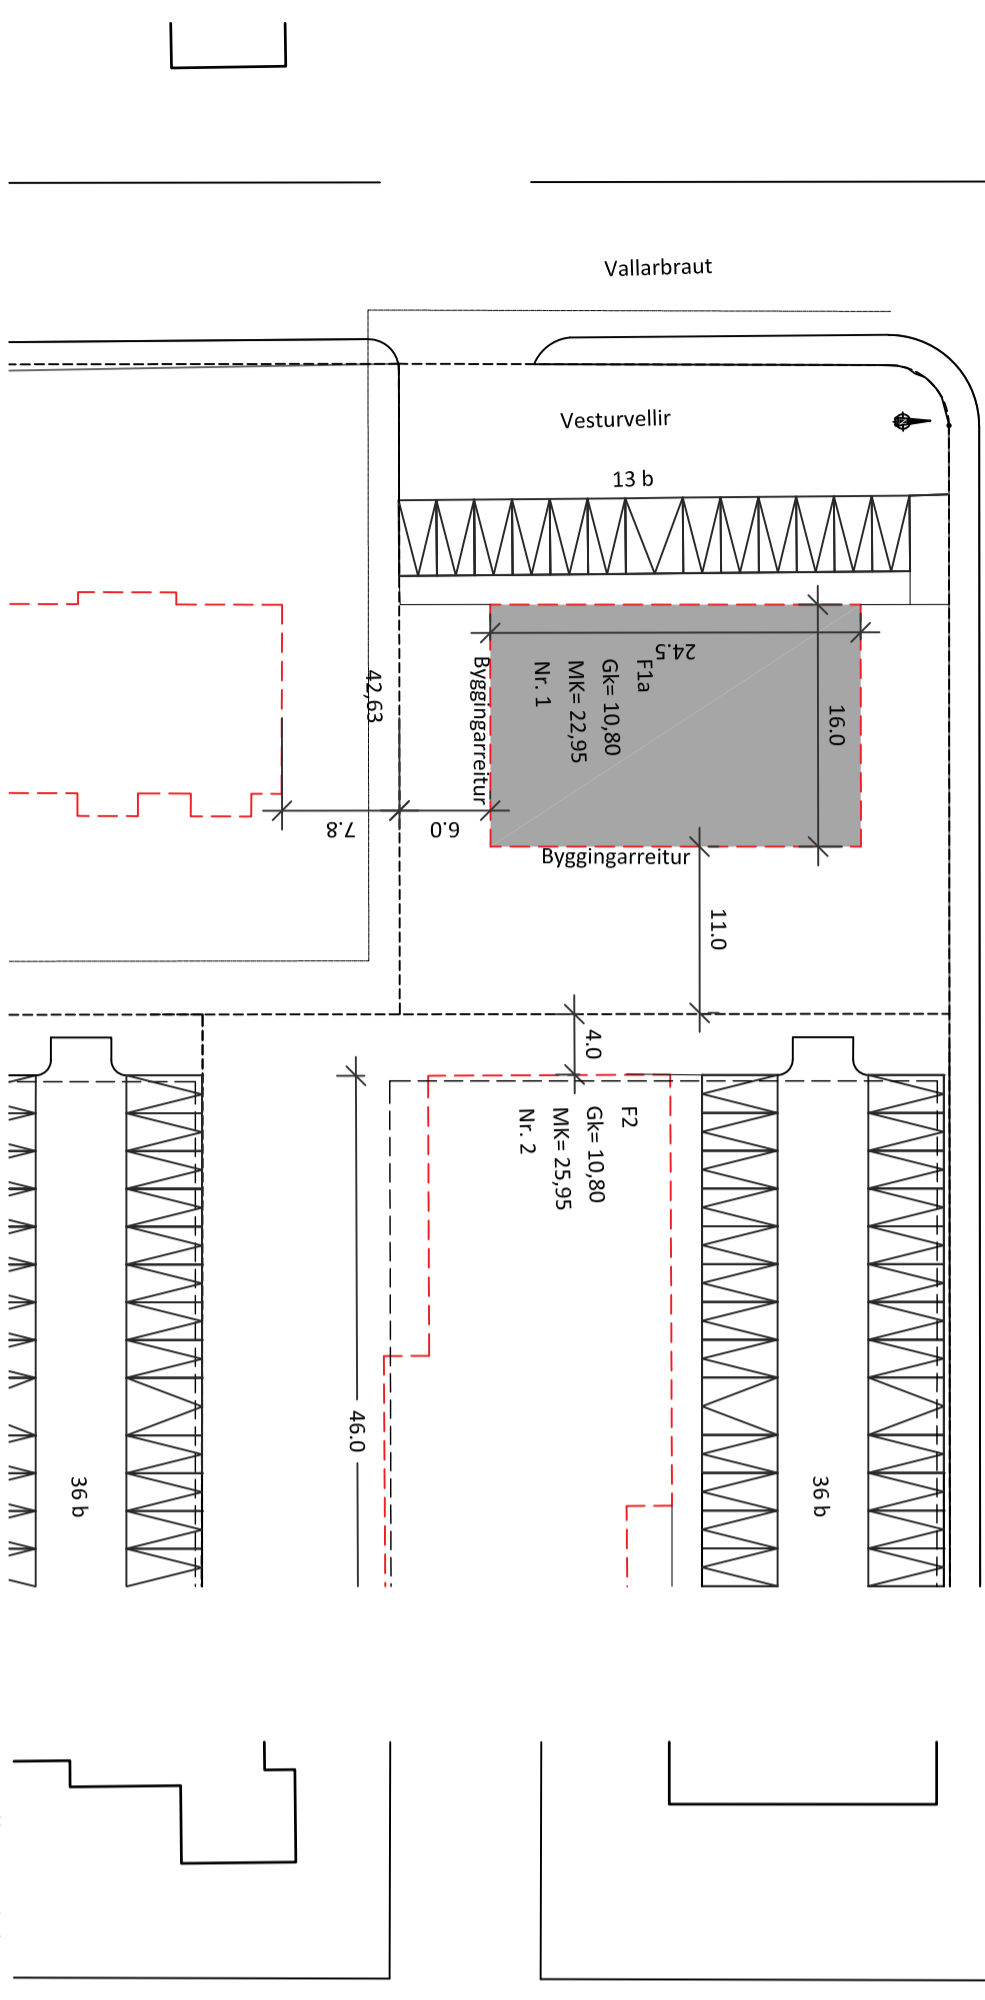 Vallarbraut
Vesturvellir
13 b
24.5
F1a
Gk= 10,80
MK= 22,95
Nr. 1
16.0
Byggingarreitur
42,63
7.8
6.0
Byggingarreitur
11.0
4.0
F2
Gk= 10,80
MK= 25,95
Nr. 2
46.0
36 b
36 b